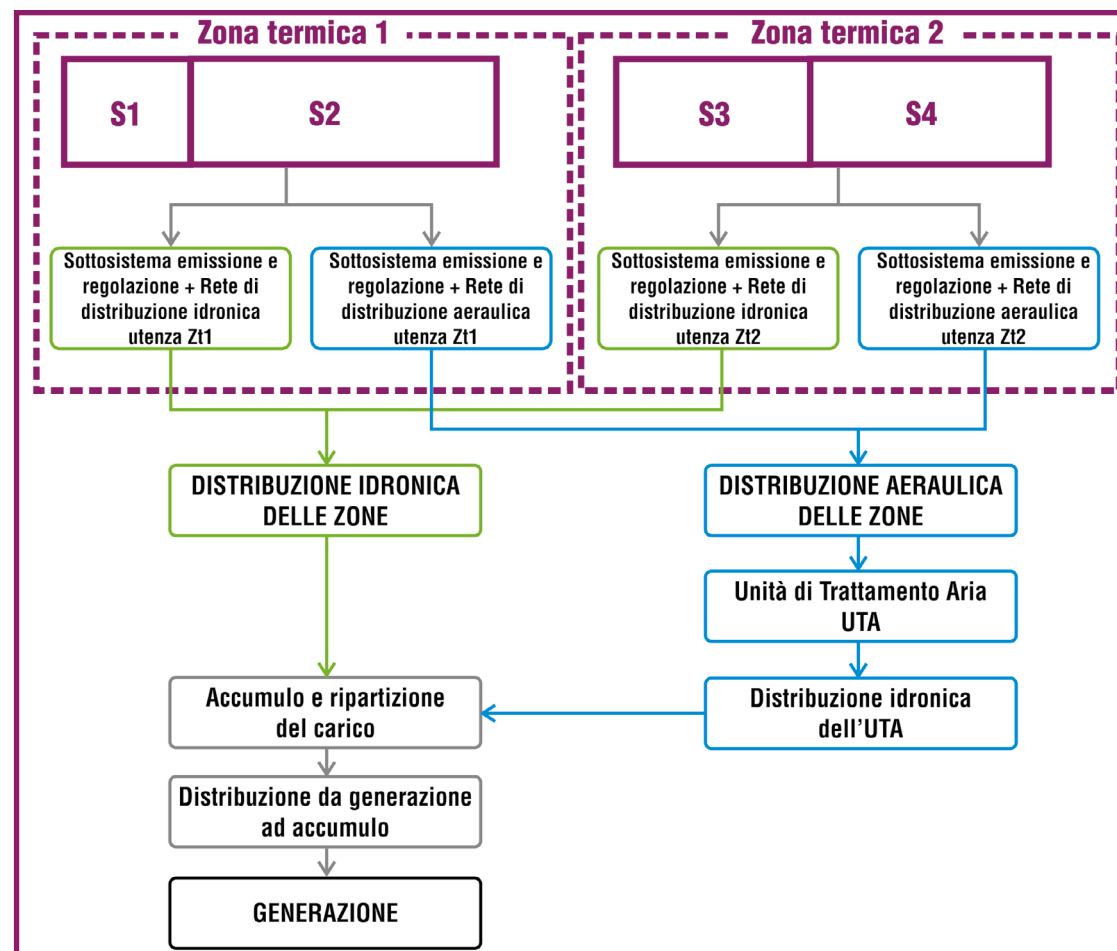 Zona termica 1
Zona termica 2
S1
S2
S3
S4
Sottosistema emissione e
regolazione + Rete di
distribuzione idronica
utenza Zt1
Sottosistema emissione e
regolazione + Rete di
distribuzione aeraulica
utenza Zt1
Sottosistema emissione e
regolazione + Rete di
distribuzione idronica
utenza Zt2
Sottosistema emissione e
regolazione + Rete di
distribuzione aeraulica
utenza Zt2
DISTRIBUZIONE IDRONICA
DELLE ZONE
DISTRIBUZIONE AERAULICA
DELLE ZONE
Unità di Trattamento Aria
UTA
Accumulo e ripartizione
del carico
Distribuzione idronica
dell'UTA
Distribuzione da generazione
ad accumulo
GENERAZIONE